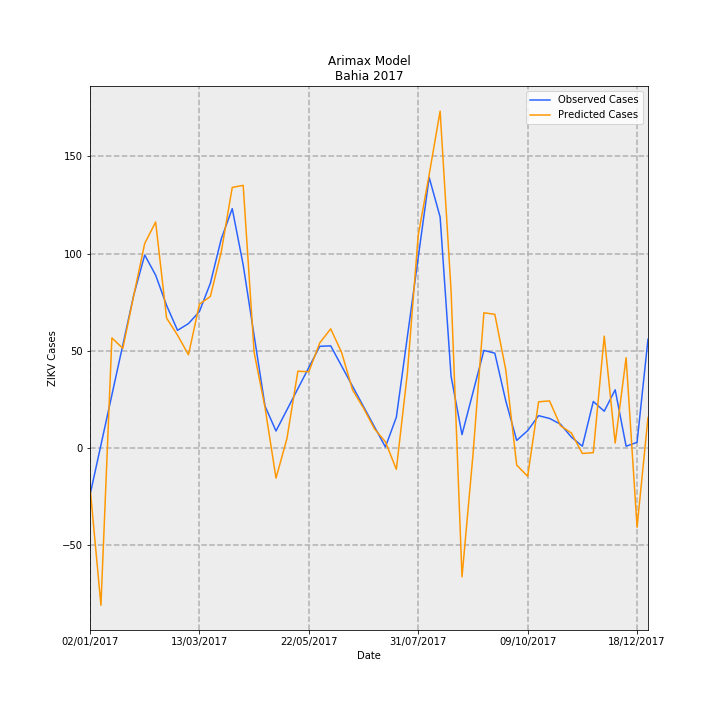 Arimax Model
Bahia 2017
Observed Cases
Predicted Cases
150
100
50
0
−50
ZIKV Cases
02/01/2017 13/03/2017 22/05/2017 31/07/2017 09/10/2017 18/12/2017
Date